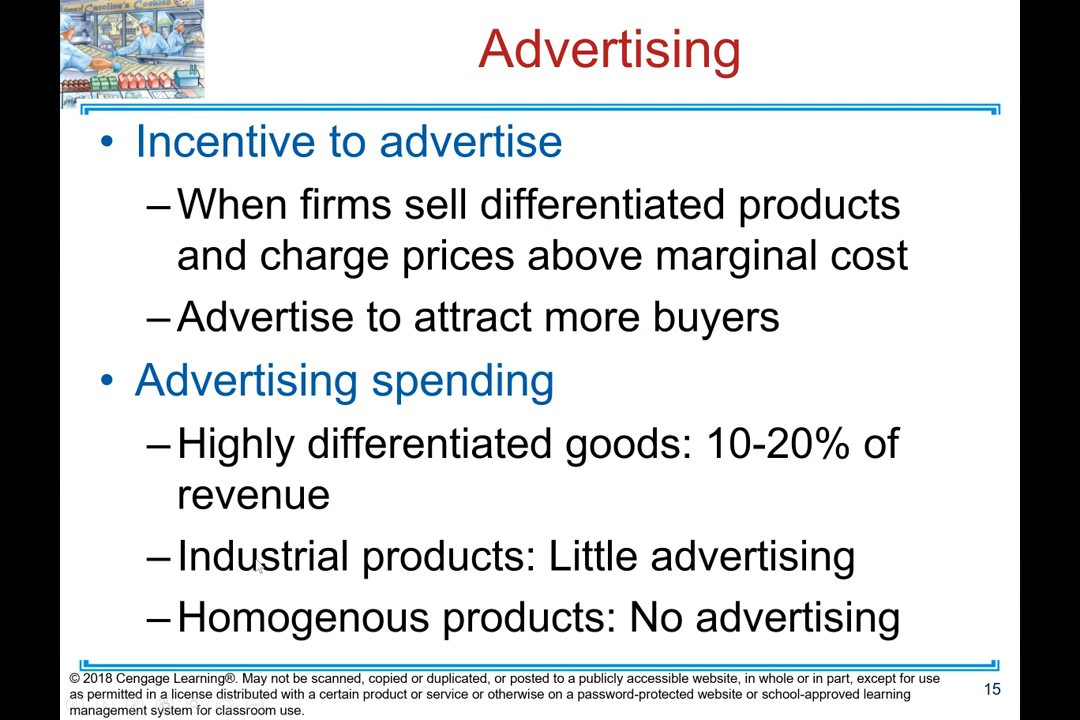 Carolina's Cookies
Advertising
• Incentive to advertise
– When firms sell differentiated products
and charge prices above marginal cost
– Advertise to attract more buyers
• Advertising spending
– Highly differentiated goods: 10-20% of
revenue
– Industrial products: Little advertising
– Homogenous products: No advertising
© 2018 Cengage Learning®. May not be scanned, copied or duplicated, or posted to a publicly accessible website, in whole or in part, except for use
as permitted in a license distributed with a certain product or service or otherwise on a password-protected website or school-approved learning
management system for classroom use.
15